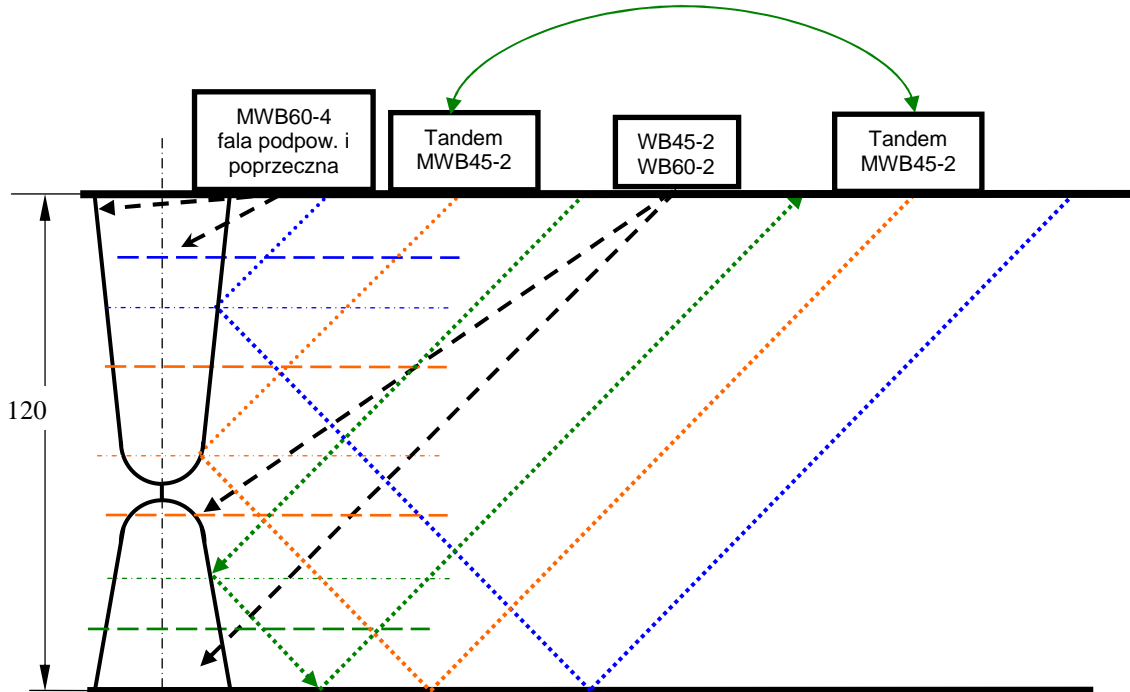 MWB60-4
fala podpow. i
poprzeczna
Tandem
MWB45-2
WB45-2
WB60-2
Tandem
MWB45-2
120